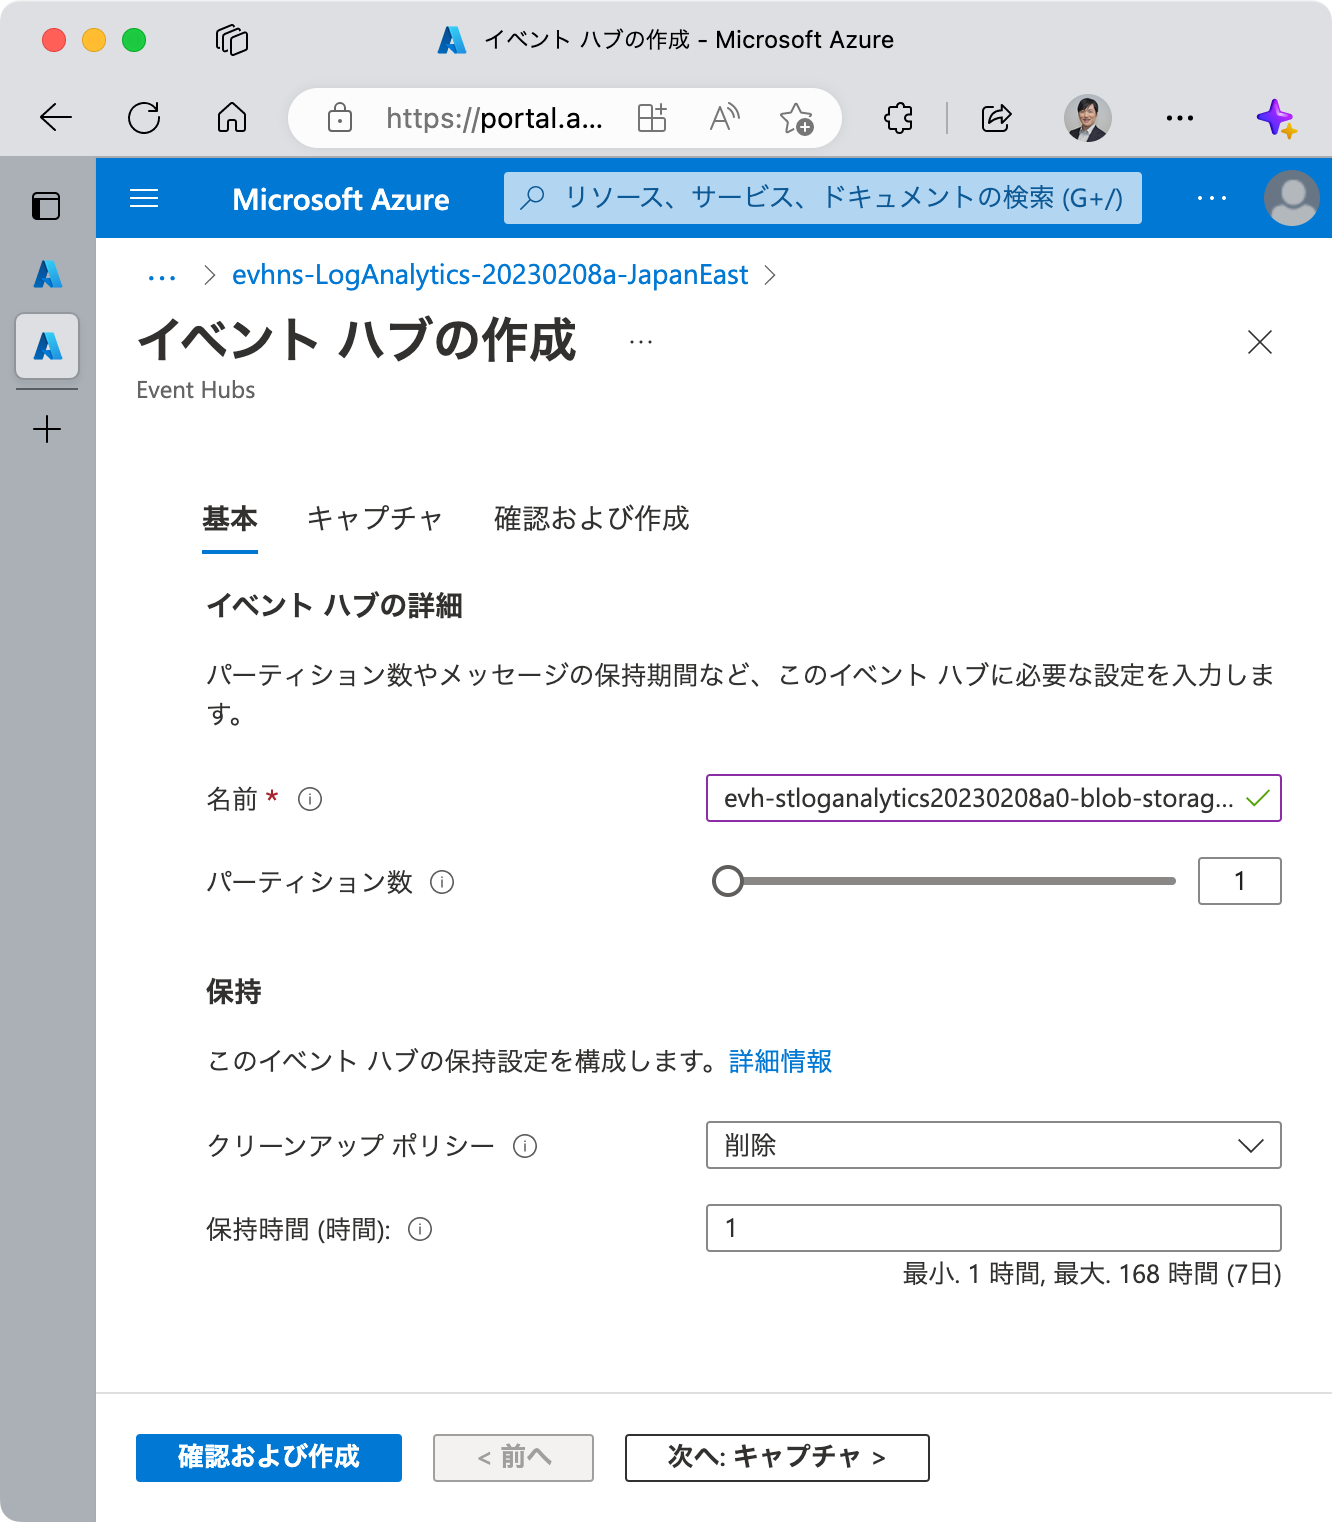 イベント ハブの作成 - Microsoft Azure
https://portal.a...
Microsoft Azure
リソース、サービス、ドキュメントの検索 (G+/)
... > evhns-LogAnalytics-20230208a-JapanEast >
イベント ハブの作成 ...
Event Hubs
基本 キャプチャ 確認および作成
イベント ハブの詳細
パーティション数やメッセージの保持期間など、このイベント ハブに必要な設定を入力しま
す。
名前 * evh-stloganalytics20230208a0-blob-storag...
パーティション数 1
保持
このイベント ハブの保持設定を構成します。詳細情報
クリーンアップ ポリシー 削除
保持時間 (時間): 1
最小. 1 時間, 最大. 168 時間 (7日)
確認および作成 < 前へ 次へ: キャプチャ >